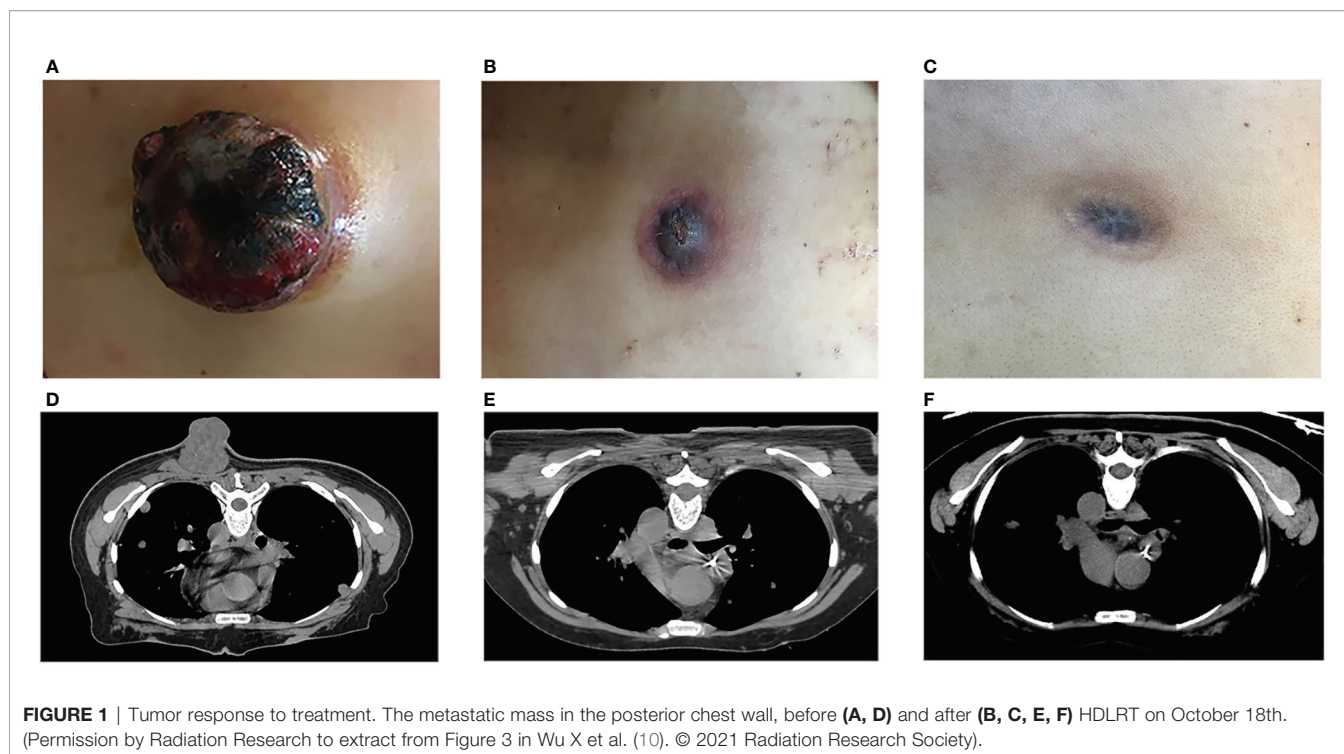 A
B
C
D
E
F
FIGURE 1 | Tumor response to treatment. The metastatic mass in the posterior chest wall, before (A, D) and after (B, C, E, F) HDLRT on October 18th.
(Permission by Radiation Research to extract from Figure 3 in Wu X et al. (10). © 2021 Radiation Research Society).